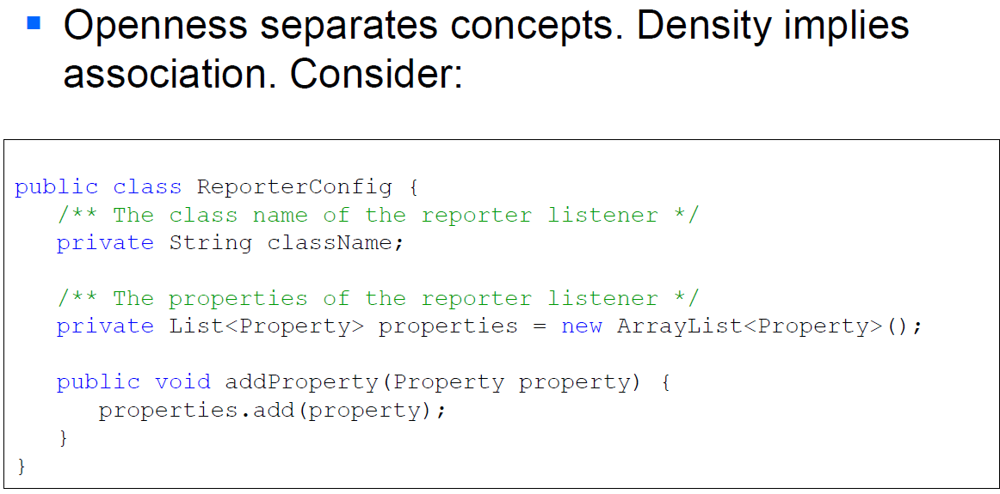 Openness separates concepts. Density implies
association. Consider:
public class ReporterConfig {
/** The class name of the reporter listener */
private String className;
/** The properties of the reporter listener */
private List<Property> properties = new ArrayList<Property>();
public void addProperty(Property property) {
properties.add(property);
}
}